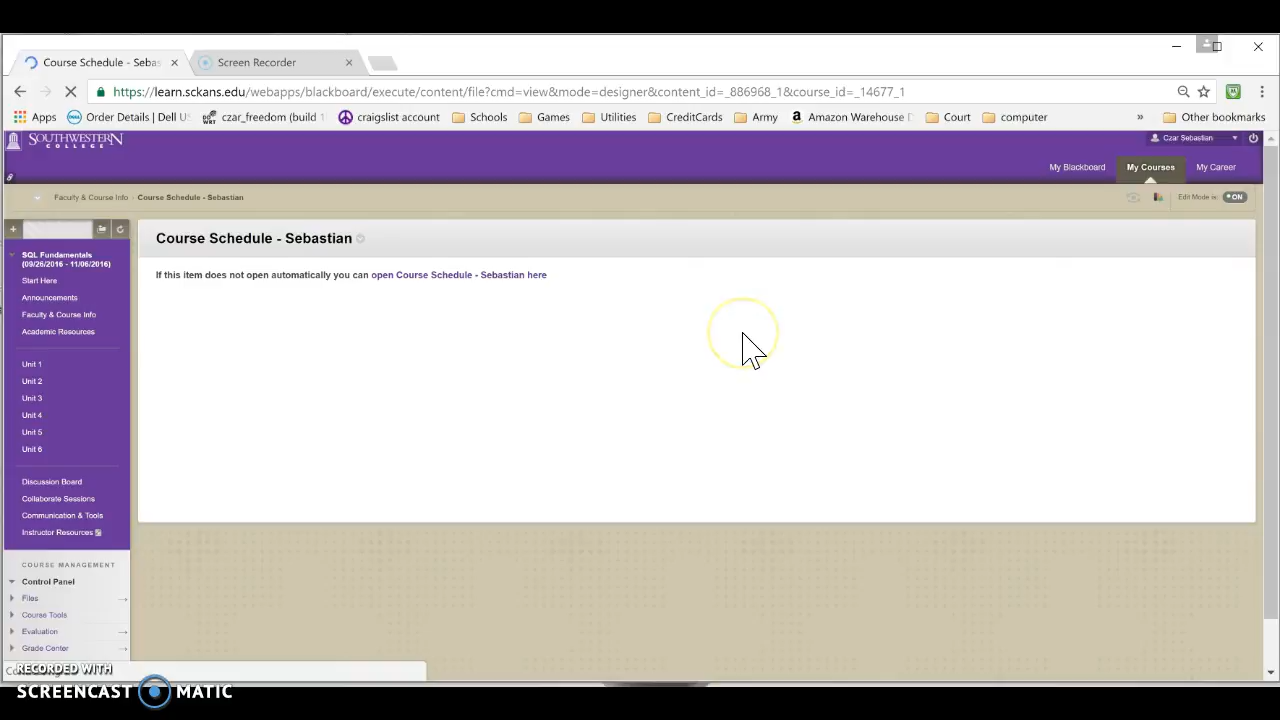 Course Schedule - Sebas
Screen Recorder
https://learn.sckans.edu/webapps/blackboard/execute/content/file?cmd=view&mode=designer&content_id=_886968_1&course_id=_14677_1
Apps Order Details | Dell U czar_freedom (build 1 craigslist account Schools Games Utilities CreditCards Army Amazon Warehouse D Court computer » Other bookmarks
SOUTHWESTERN
COLLEGE
Czar Sebastian
My Blackboard My Courses My Career
Faculty & Course Info Course Schedule - Sebastian Edit Mode is: ON
Course Schedule - Sebastian
If this item does not open automatically you can open Course Schedule - Sebastian here
SQL Fundamentals
(09/26/2016 - 11/06/2016)
Start Here
Announcements
Faculty & Course Info
Academic Resources
Unit 1
Unit 2
Unit 3
Unit 4
Unit 5
Unit 6
Discussion Board
Collaborate Sessions
Communication & Tools
Instructor Resources
COURSE MANAGEMENT
Control Panel
Files
Course Tools
Evaluation
Grade Center
RECORDED WITH
SCREENCAST MATIC